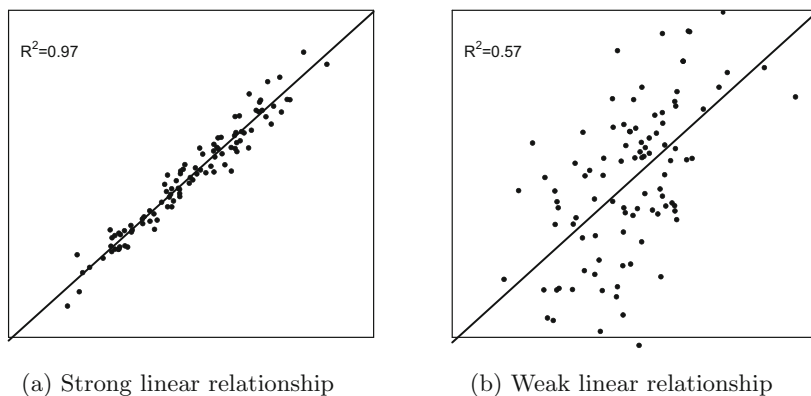 R²=0.97
R²=0.57
(a) Strong linear relationship
(b) Weak linear relationship